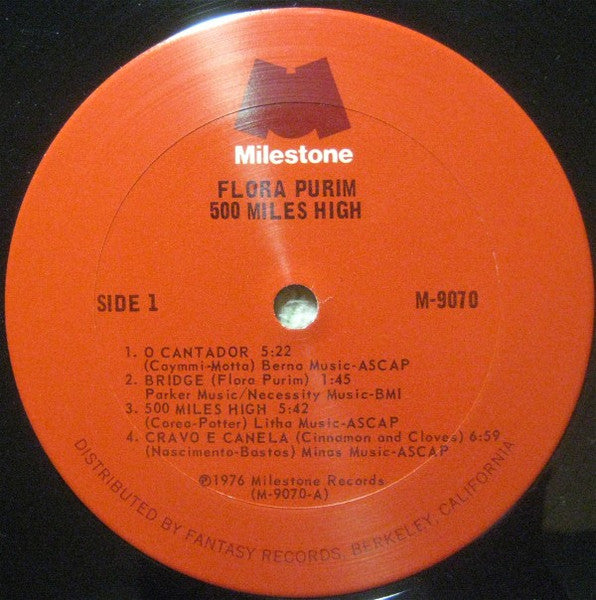 Milestone
FLORA PURIM
500 MILES HIGH
SIDE 1
M-9070
1. O CANTADOR 5:22
(Caymmi-Motta) Berna Music-ASCAP
2. BRIDGE (Flora Purim) 1:45
Parker Music/Necessity Music-BMI
3. 500 MILES HIGH 5:42
(Corea-Potter) Litha Music-ASCAP
4. CRAVO E CANELA (Cinnamon and Cloves) 6:59
(Nascimento-Bastos) Minas Music-ASCAP
℗1976 Milestone Records
(M-9070-A)
DISTRIBUTED BY FANTASY RECORDS, BERKELEY, CALIFORNIA